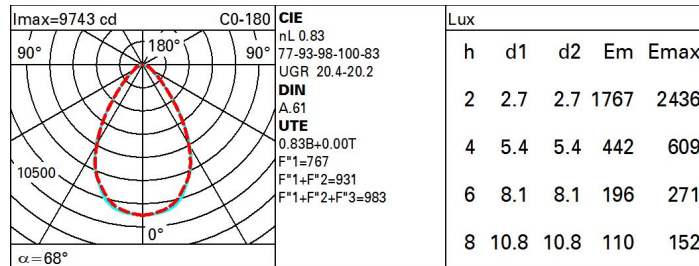 Imax=9743 cd C0-180
90° 180° 90°
10500
0°
α=68°
CIE
nL 0.83
77-93-98-100-83
UGR 20.4-20.2
DIN
A.61
UTE
0.83B+0.00T
F"1=767
F"1+F"2=931
F"1+F"2+F"3=983
Lux
h d1 d2 Em Emax
2 2.7 2.7 1767 2436
4 5.4 5.4 442 609
6 8.1 8.1 196 271
8 10.8 10.8 110 152